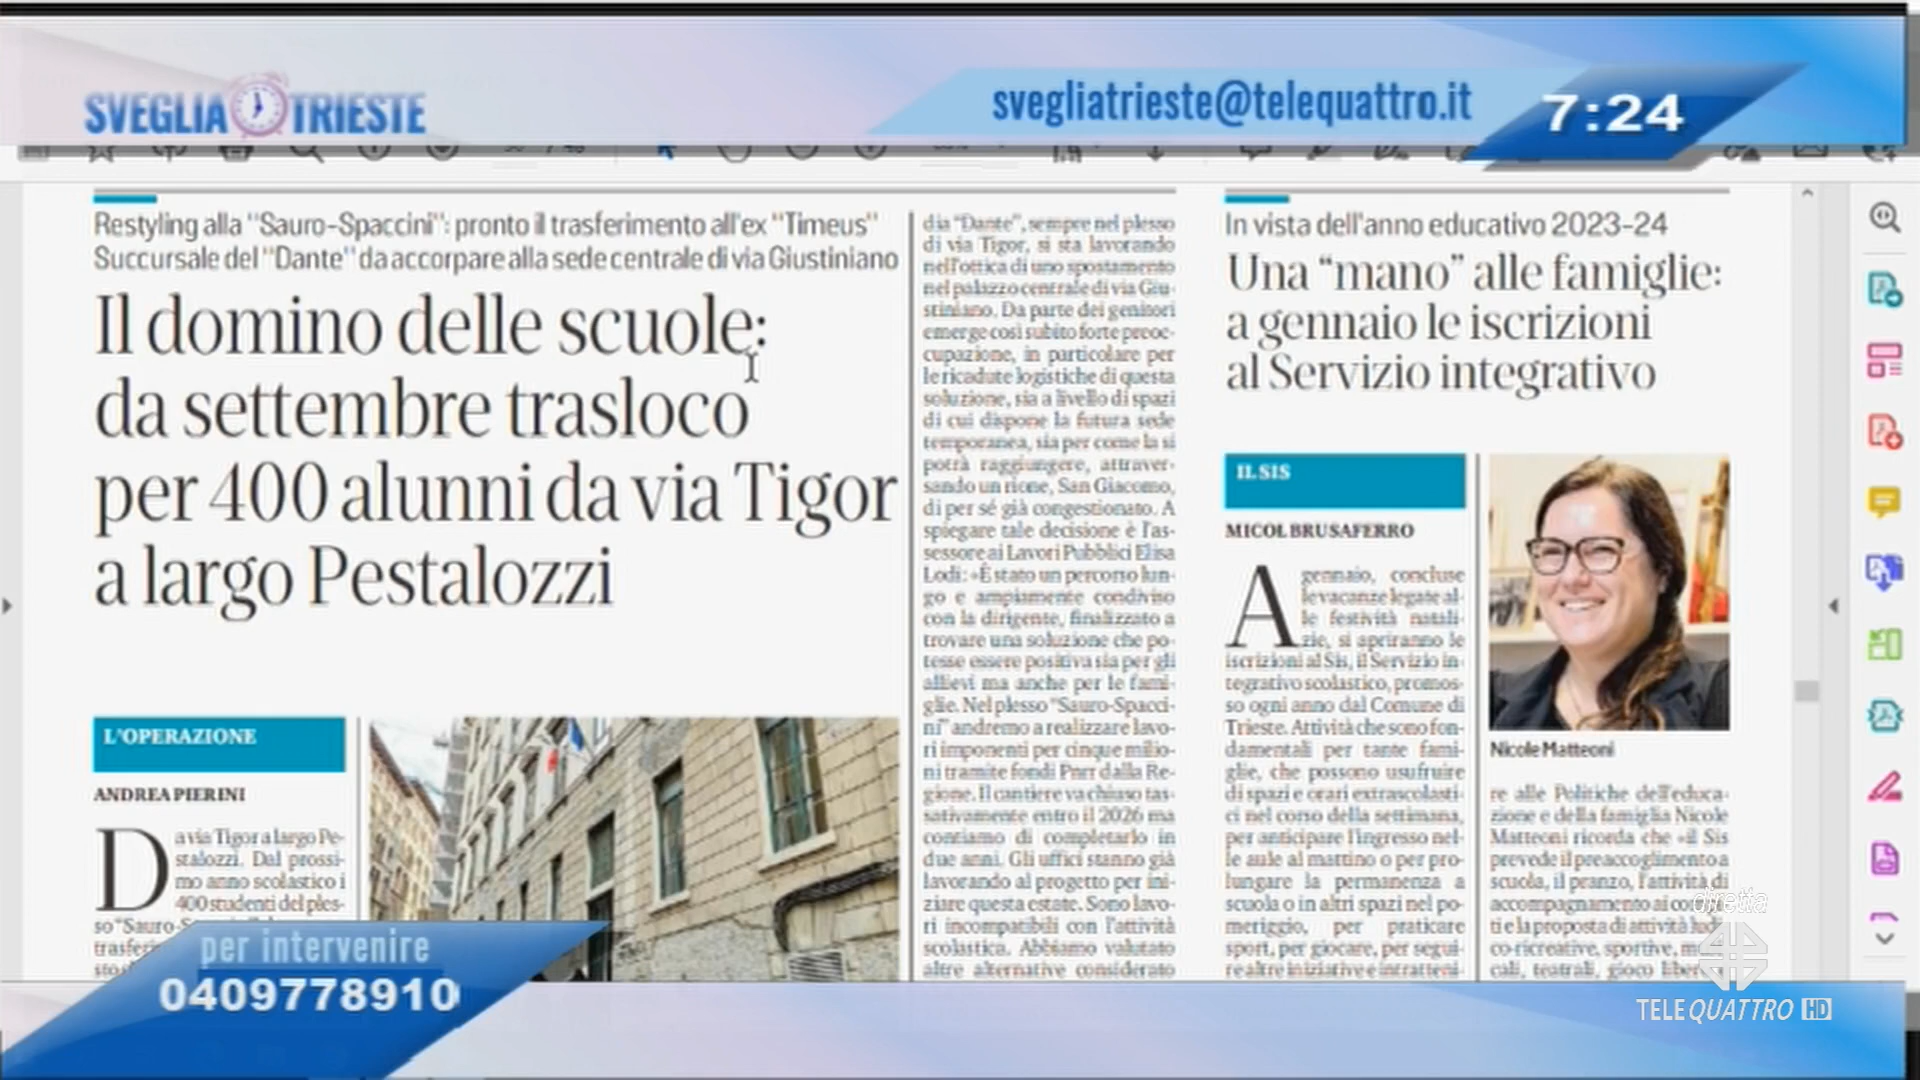 SVEGLIA TRIESTE
svegliatrieste@telequattro.it
7:24
Restyling alla "Sauro-Spaccini": pronto il trasferimento all'ex "Timeus"
Succursale del "Dante" da accorpare alla sede centrale di via Giustiniano
Il domino delle scuole:
da settembre trasloco
per 400 alunni da via Tigor
a largo Pestalozzi
L'OPERAZIONE
ANDREA PIERINI
Da via Tigor a largo Pe-
stalozzi. Dal prossi-
mo anno scolastico i
400 studenti del ples-
so "Sauro-
dia "Dante", sempre nel plesso
di via Tigor, si sta lavorando
nell'ottica di uno spostamento
nel palazzo centrale di via Giu-
stiniano. Da parte dei genitori
emerge così subito forte preoc-
cupazione, in particolare per
le ricadute logistiche di questa
soluzione, sia a livello di spazi
di cui dispone la futura sede
temporanea, sia per come la si
potrà raggiungere, attraver-
sando un rione, San Giacomo,
di per sé già congestionato. A
spiegare tale decisione è l'as-
sessore ai Lavori Pubblici Elisa
Lodi: «È stato un percorso lun-
go e ampiamente condiviso
con la dirigente, finalizzato a
trovare una soluzione che po-
tesse essere positiva sia per gli
allievi ma anche per le fami-
glie. Nel plesso "Sauro-Spacci-
ni" andremo a realizzare lavo-
ri imponenti per cinque milio-
ni tramite fondi Pnrr dalla Re-
gione. Il cantiere va chiuso tas-
sativamente entro il 2026 ma
contiamo di completarlo in
due anni. Gli uffici stanno già
lavorando al progetto per ini-
ziare questa estate. Sono lavo-
ri incompatibili con l'attività
scolastica. Abbiamo valutato
altre alternative considerato
In vista dell'anno educativo 2023-24
Una "mano" alle famiglie:
a gennaio le iscrizioni
al Servizio integrativo
IL SIS
MICOL BRUSAFERRO
A gennaio, concluse
le vacanze legate al-
le festività natali-
zie, si apriranno le
iscrizioni al Sis, il Servizio in-
tegrativo scolastico, promos-
so ogni anno dal Comune di
Trieste. Attività che sono fon-
damentali per tante fami-
glie, che possono usufruire
di spazi e orari extrascolasti-
ci nel corso della settimana,
per anticipare l'ingresso nel-
le aule al mattino o per pro-
lungare la permanenza a
scuola o in altri spazi nel po-
meriggio, per praticare
sport, per giocare, per segui-
re altre iniziative e intratteni-
Nicole Matteoni
re alle Politiche dell'educa-
zione e della famiglia Nicole
Matteoni ricorda che «il Sis
prevede il preaccoglimento a
scuola, il pranzo, l'attività di
accompagnamento ai
ti e la proposta di attività
co-ricreative, sportive,
cali, teatrali, gioco
per intervenire
0409778910
diretta
TELEQUATTRO HD